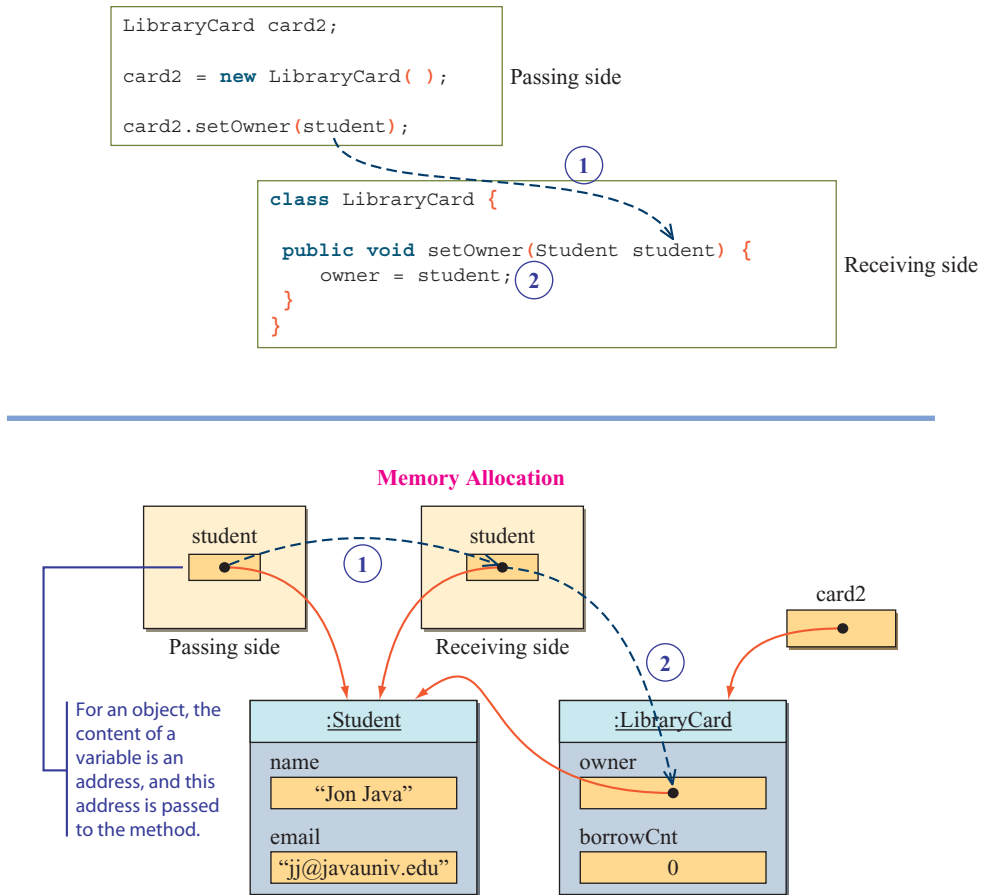 LibraryCard card2;
card2 = new LibraryCard( );
card2.setOwner(student);
Passing side
1
class LibraryCard {
public void setOwner(Student student) {
owner = student;
2
}
}
Receiving side
Memory Allocation
student
1
student
Passing side
Receiving side
card2
2
For an object, the
content of a
variable is an
address, and this
address is passed
to the method.
:Student
name
“Jon Java”
email
“jj@javauniv.edu”
:LibraryCard
owner
borrowCnt
0